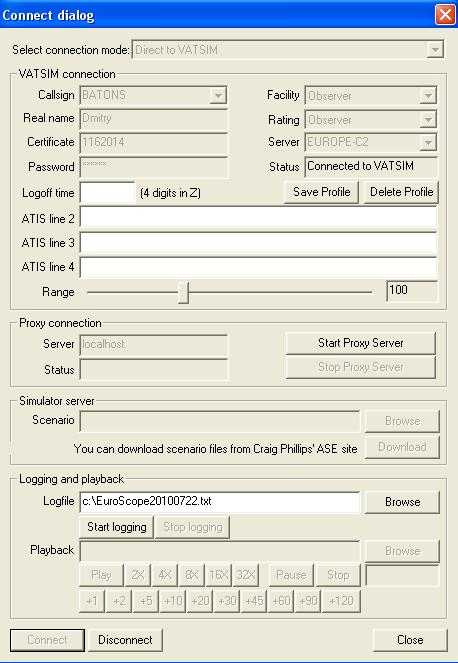 Connect dialog
Select connection mode: Direct to VATSIM
VATSIM connection
Callsign BATONS Facility Observer
Real name Dmitry Rating Observer
Certificate 1162014 Server EUROPE-C2
Password ****** Status Connected to VATSIM
Logoff time (4 digits in Z) Save Profile Delete Profile
ATIS line 2
ATIS line 3
ATIS line 4
Range 100
Proxy connection
Server localhost Start Proxy Server
Status Stop Proxy Server
Simulator server
Scenario Browse
You can download scenario files from Craig Phillips' ASE site Download
Logging and playback
Logfile c:\EuroScope20100722.txt Browse
Start logging Stop logging
Playback Browse
Play 2X 4X 8X 16X 32X Pause Stop
+1 +2 +5 +10 +20 +30 +45 +60 +90 +120
Connect Disconnect Close